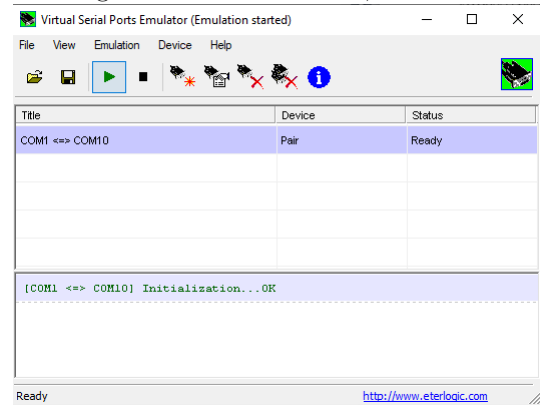 Virtual Serial Ports Emulator (Emulation started)
File View Emulation Device Help
Title Device Status
COM1 <=> COM10 Pair Ready
[COM1 <=> COM10] Initialization...OK
Ready http://www.eterlogic.com